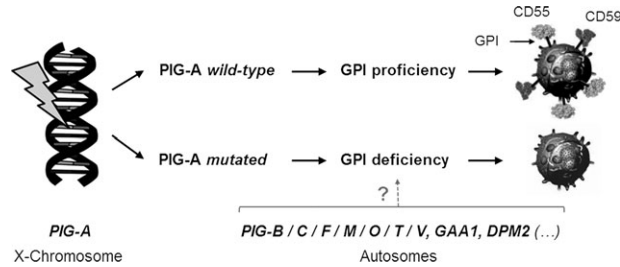 CD55
CD59
GPI
PIG-A wild-type
GPI proficiency
PIG-A mutated
GPI deficiency
?
PIG-A
PIG-B / C / F / M / O / T / V, GAA1, DPM2 (...)
X-Chromosome
Autosomes